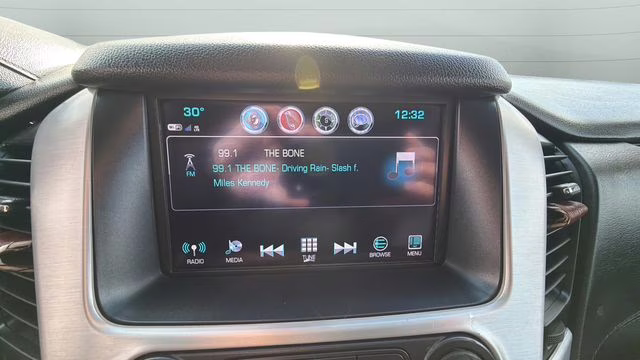 30° 12:32
99.1 THE BONE
FM 99.1 THE BONE- Driving Rain- Slash f.
Miles Kennedy
RADIO MEDIA TUNE BROWSE MENU